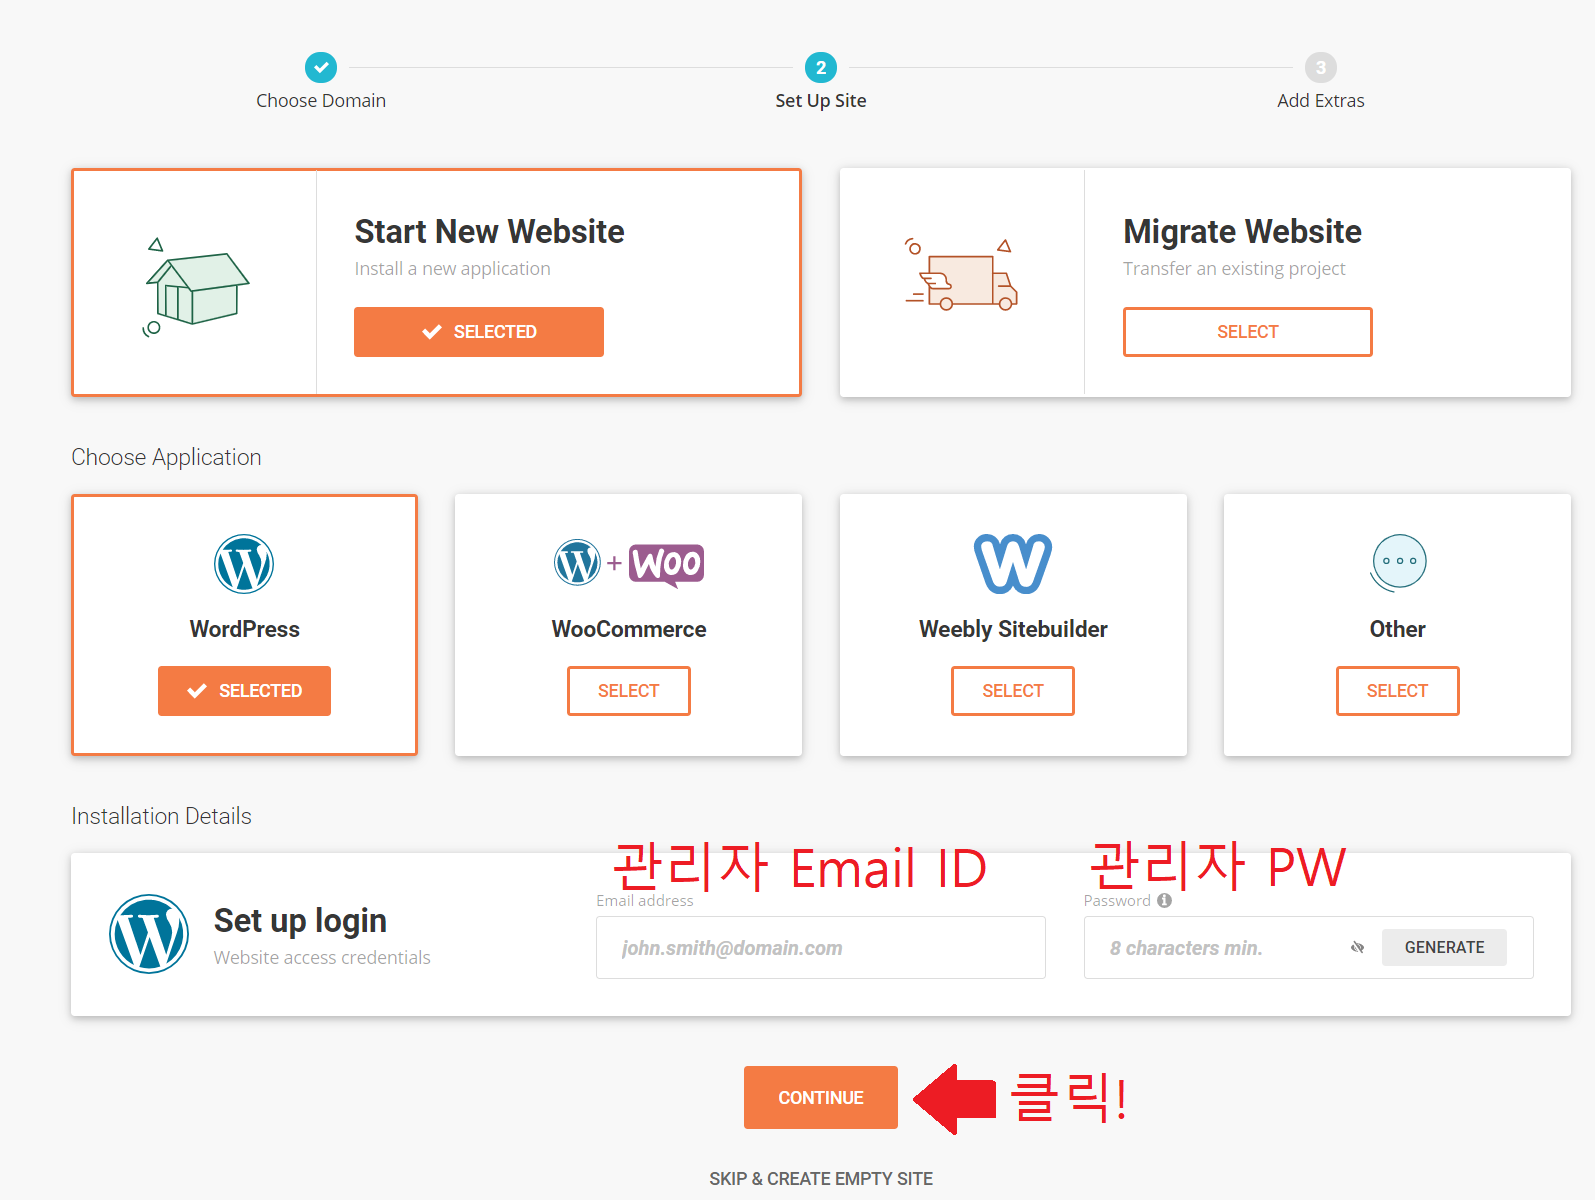 2 3
Choose Domain Set Up Site Add Extras
Start New Website
Install a new application
SELECTED
Migrate Website
Transfer an existing project
SELECT
Choose Application
WordPress
SELECTED
WOO
WooCommerce
SELECT
Weebly Sitebuilder
SELECT
Other
SELECT
Installation Details
Set up login
Website access credentials
관리자 Email ID
Email address
john.smith@domain.com
관리자 PW
Password
8 characters min.
GENERATE
CONTINUE
클릭!
SKIP & CREATE EMPTY SITE